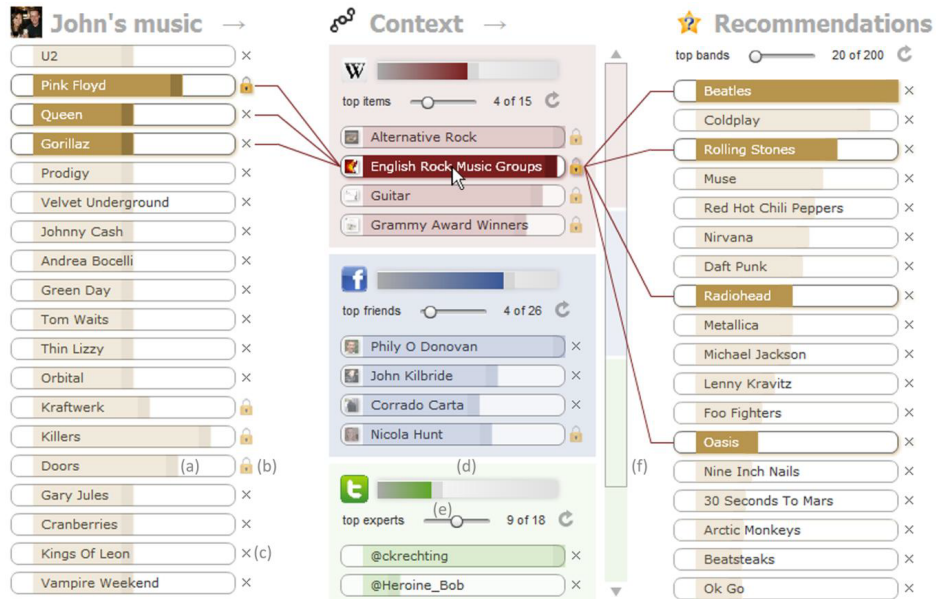 John's music →
U2 ×
Pink Floyd
Queen ×
Gorillaz ×
Prodigy ×
Velvet Underground ×
Johnny Cash ×
Andrea Bocelli ×
Green Day ×
Tom Waits ×
Thin Lizzy ×
Orbital ×
Kraftwerk
Killers
Doors (a) (b)
Gary Jules ×
Cranberries ×
Kings Of Leon × (c)
Vampire Weekend ×
Context →
W
top items 4 of 15
Alternative Rock
English Rock Music Groups
Guitar
Grammy Award Winners
f
top friends 4 of 26
Phily O Donovan ×
John Kilbride ×
Corrado Carta ×
Nicola Hunt
(d) (f)
t
(e)
top experts 9 of 18
@ckrechting
@Heroine_Bob
? Recommendations
top bands 20 of 200
Beatles ×
Coldplay ×
Rolling Stones ×
Muse ×
Red Hot Chili Peppers ×
Nirvana ×
Daft Punk ×
Radiohead ×
Metallica ×
Michael Jackson ×
Lenny Kravitz ×
Foo Fighters ×
Oasis ×
Nine Inch Nails ×
30 Seconds To Mars ×
Arctic Monkeys ×
Beatsteaks ×
Ok Go ×